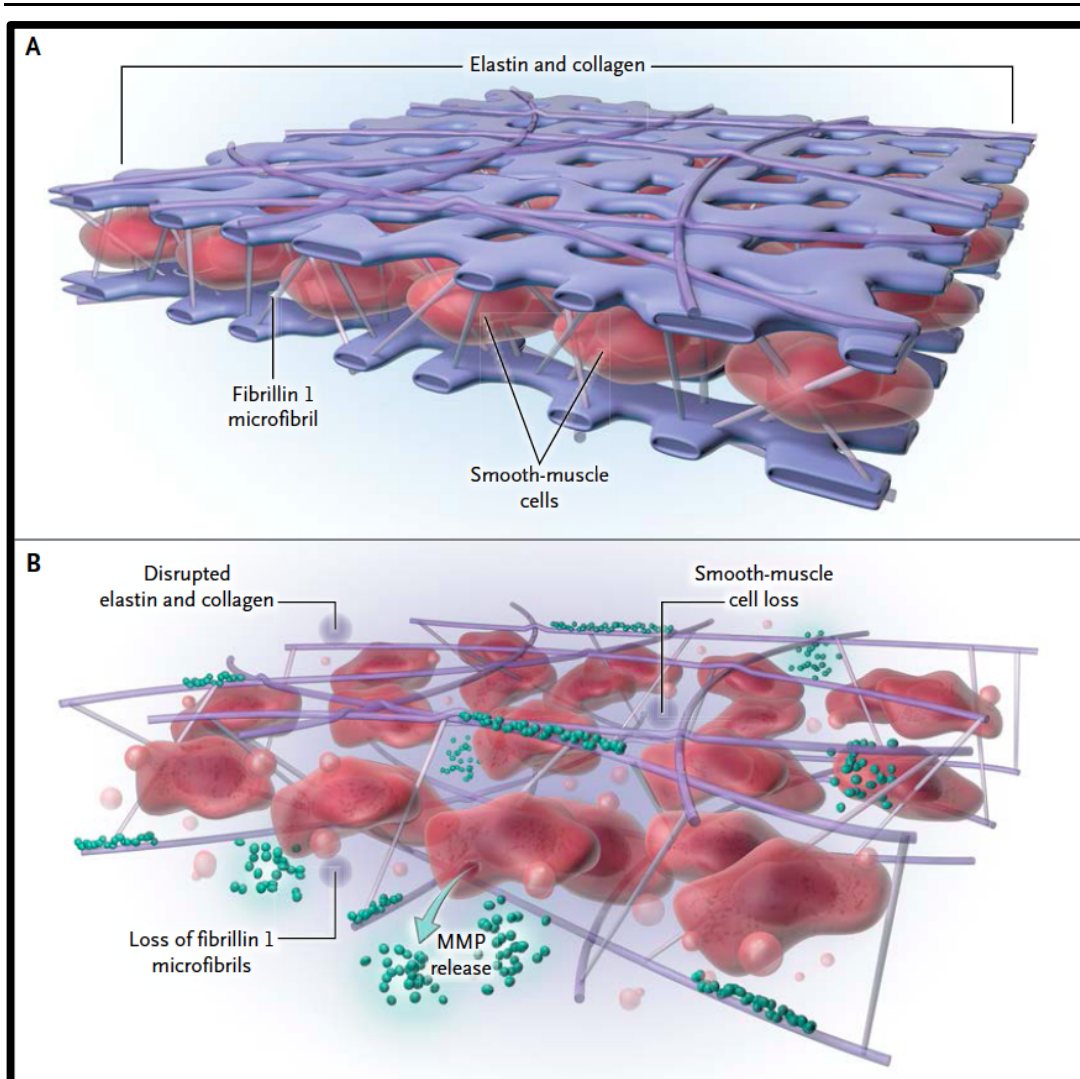 A
Elastin and collagen
Fibrillin 1
microfibril
Smooth-muscle
cells
B
Disrupted
elastin and collagen
Smooth-muscle
cell loss
Loss of fibrillin 1
microfibrils
MMP
release